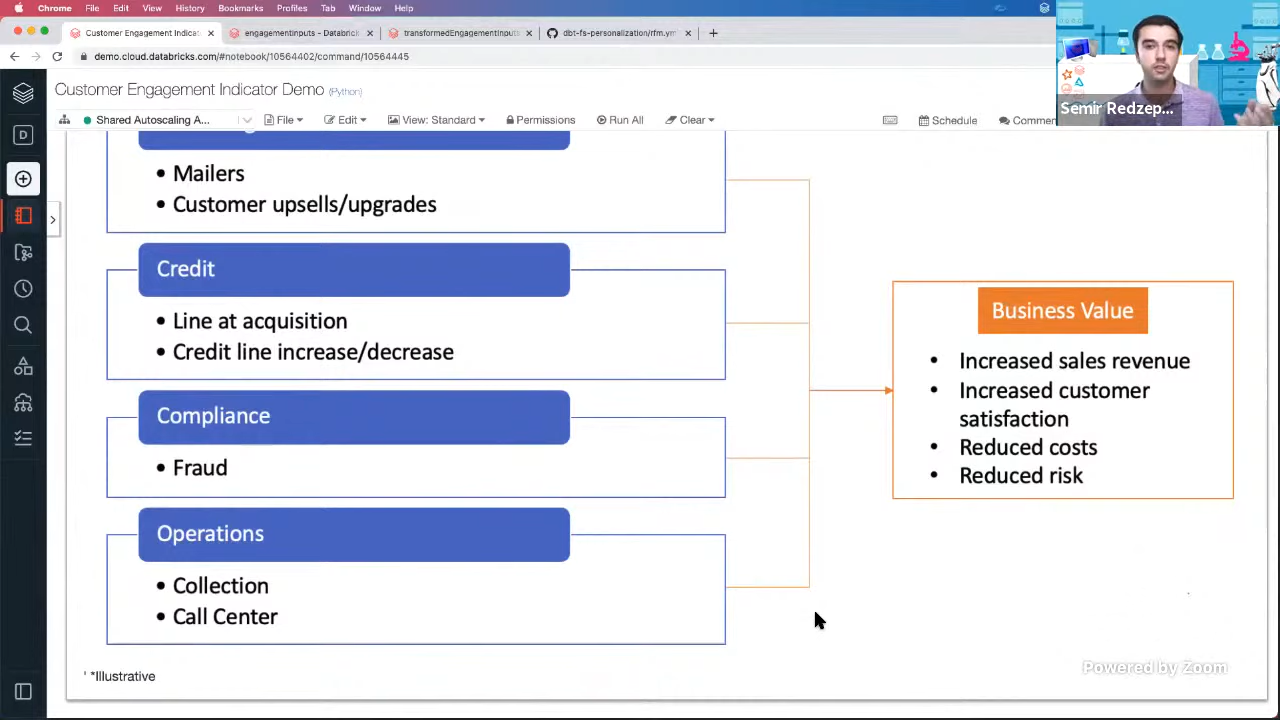 Chrome File Edit View History Bookmarks Profiles Tab Window Help
Customer Engagement Indicat
engagementInputs - Databrick
transformedEngagementInputs
dbt-fs-personalization/rfm.ym
demo.cloud.databricks.com/#notebook/10564402/command/10564445
Customer Engagement Indicator Demo (Python)
Shared Autoscaling A... File Edit View: Standard Permissions Run All Clear Schedule Commen
Semir Redzep...
D
• Mailers
• Customer upsells/upgrades
Credit
• Line at acquisition
• Credit line increase/decrease
Compliance
• Fraud
Operations
• Collection
• Call Center
Business Value
• Increased sales revenue
• Increased customer
satisfaction
• Reduced costs
• Reduced risk
*Illustrative
Powered by Zoom